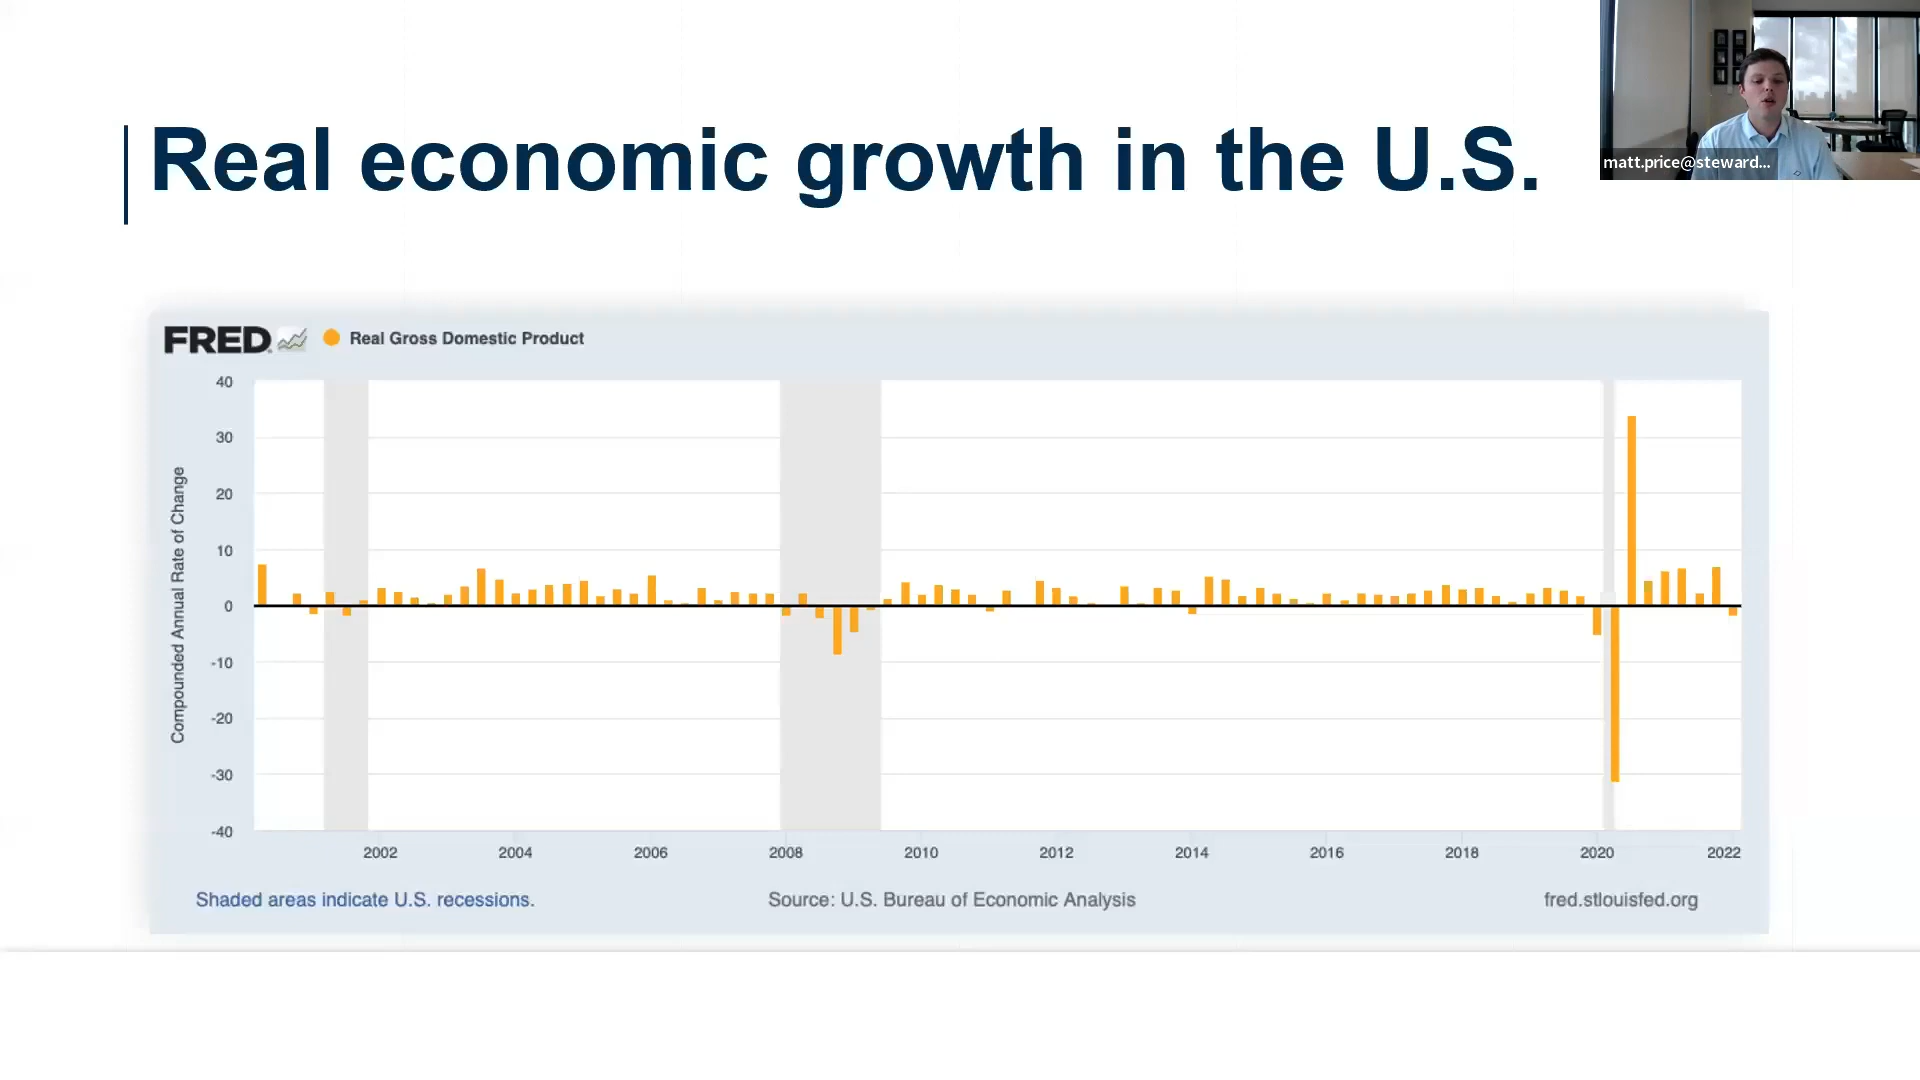 Real economic growth in the U.S.
matt.price@steward...
FRED
Real Gross Domestic Product
Compounded Annual Rate of Change
40
30
20
10
0
-10
-20
-30
-40
2002 2004 2006 2008 2010 2012 2014 2016 2018 2020 2022
Shaded areas indicate U.S. recessions. Source: U.S. Bureau of Economic Analysis fred.stlouisfed.org